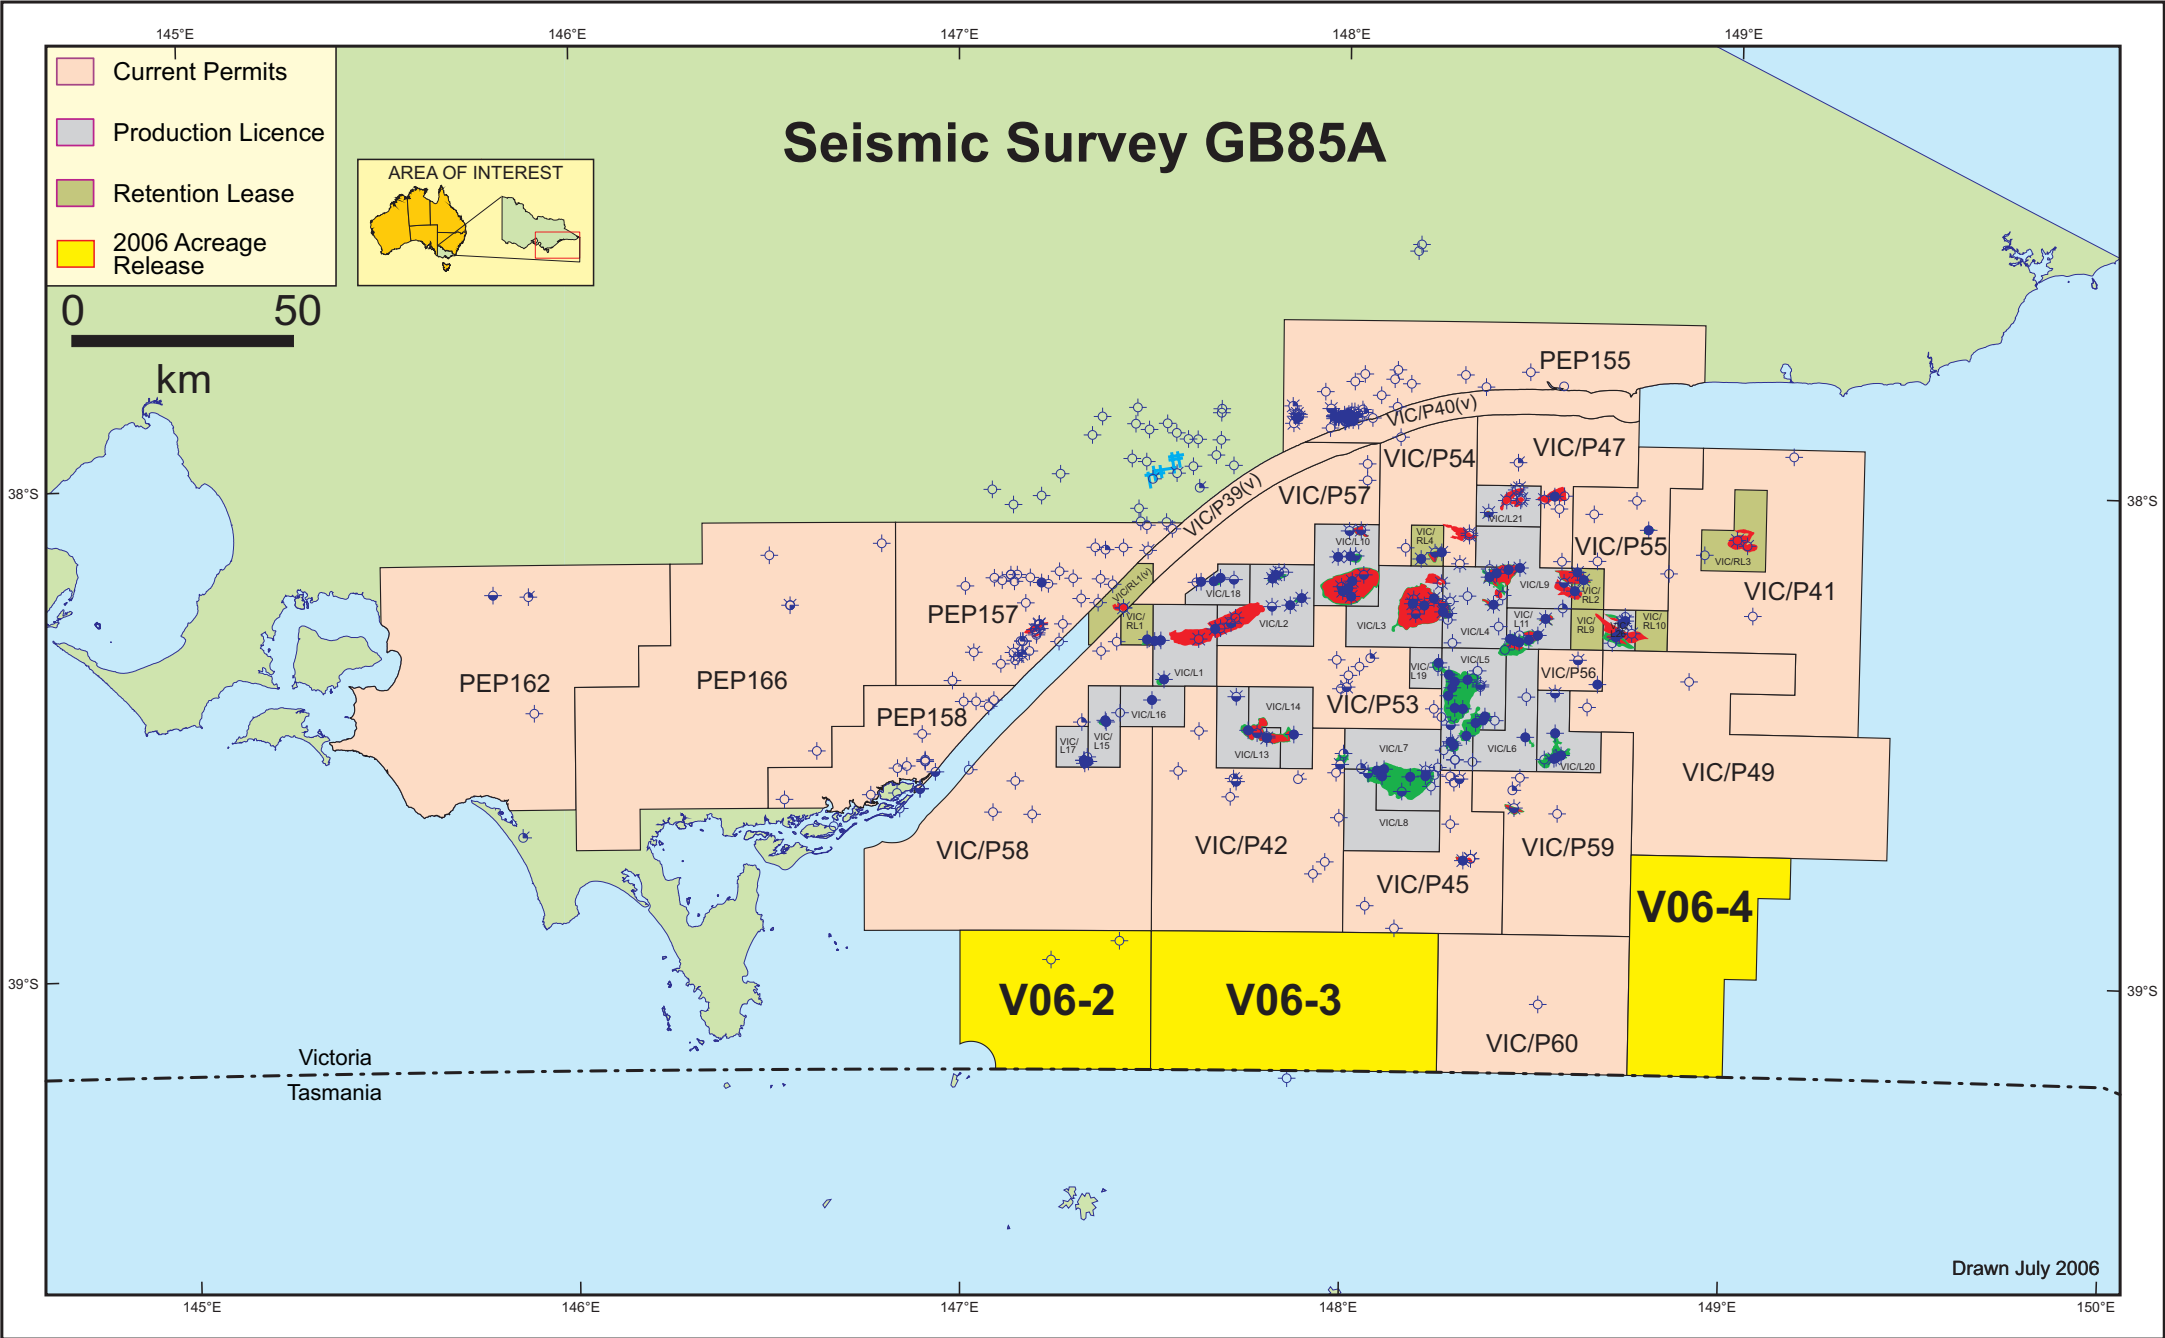 145°E
146°E
147°E
148°E
149°E
Current Permits
Production Licence
Retention Lease
2006 Acreage
Release
AREA OF INTEREST
Seismic Survey GB85A
0 50
km
38°S
38°S
39°S
39°S
PEP155
VIC/P40(v)
VIC/P39(v)
VIC/P54
VIC/P47
VIC/P57
VIC/L21
VIC/L10
VIC/
RL4
VIC/P55
VIC/RL3
VIC/P41
VIC/RL1(v)
VIC/L18
VIC/L9
VIC/
RL2
PEP157
VIC/
RL1
VIC/L2
VIC/L3
VIC/L4
VIC/
L11
VIC/
RL9
VIC/
RL10
PEP162
PEP166
VIC/L1
VIC/
L19
VIC/L5
VIC/P56
PEP158
VIC/L16
VIC/L14
VIC/P53
VIC/
L17
VIC/
L15
VIC/L13
VIC/L7
VIC/L6
VIC/L20
VIC/P49
VIC/L8
VIC/P58
VIC/P42
VIC/P59
VIC/P45
V06-4
V06-2
V06-3
VIC/P60
Victoria
Tasmania
Drawn July 2006
145°E
146°E
147°E
148°E
149°E
150°E